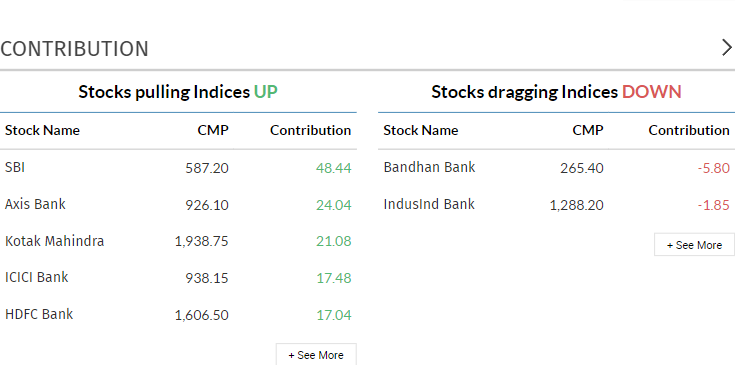 CONTRIBUTION
Stocks pulling Indices UP
Stock Name CMP Contribution
SBI 587.20 48.44
Axis Bank 926.10 24.04
Kotak Mahindra 1,938.75 21.08
ICICI Bank 938.15 17.48
HDFC Bank 1,606.50 17.04
+ See More
Stocks dragging Indices DOWN
Stock Name CMP Contribution
Bandhan Bank 265.40 -5.80
IndusInd Bank 1,288.20 -1.85
+ See More